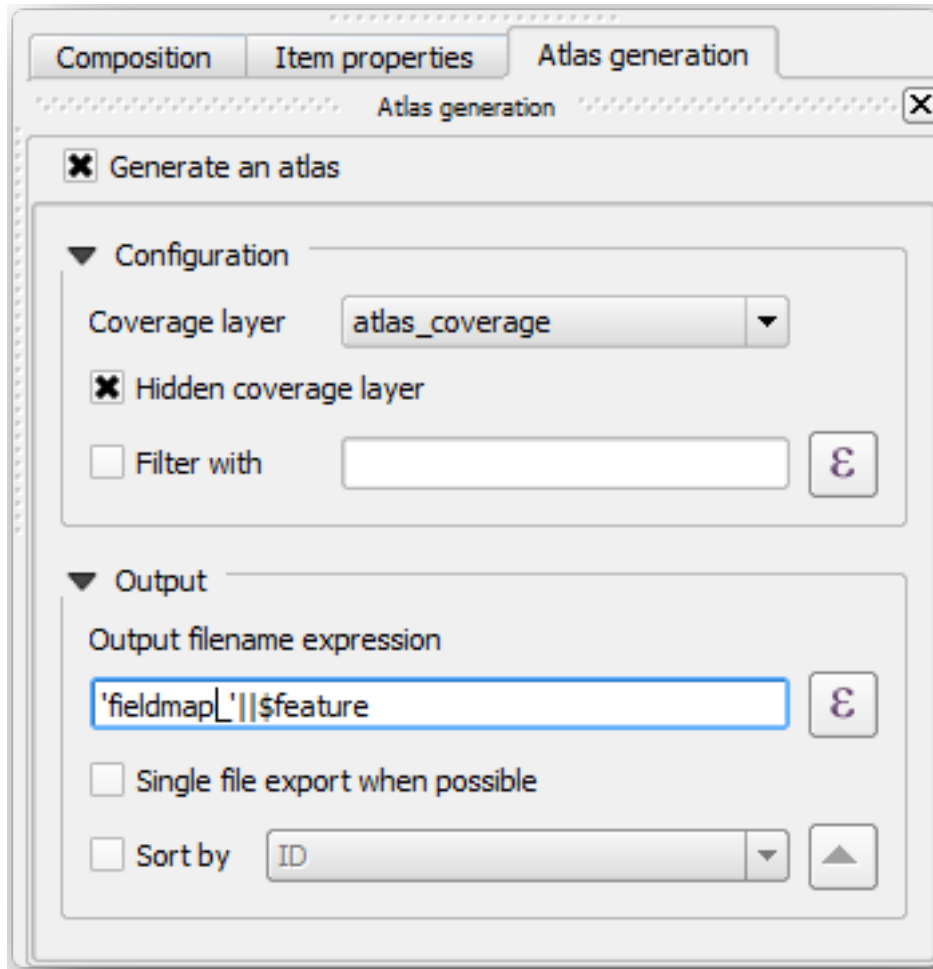 Composition Item properties Atlas generation
Atlas generation
Generate an atlas
Configuration
Coverage layer atlas_coverage
Hidden coverage layer
Filter with ε
Output
Output filename expression
'fieldmap_'||$feature ε
Single file export when possible
Sort by ID